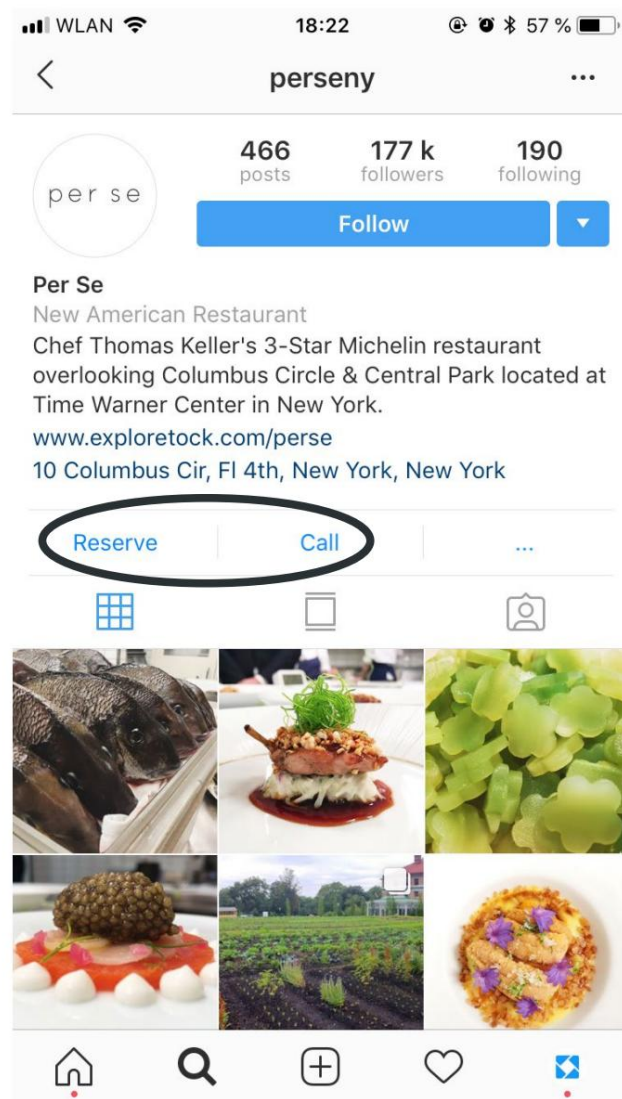 WLAN 18:22 57 %
perseny
...
per se
466 177 k 190
posts followers following
Follow
Per Se
New American Restaurant
Chef Thomas Keller's 3-Star Michelin restaurant
overlooking Columbus Circle & Central Park located at
Time Warner Center in New York.
www.exploretock.com/perse
10 Columbus Cir, Fl 4th, New York, New York
Reserve Call ...